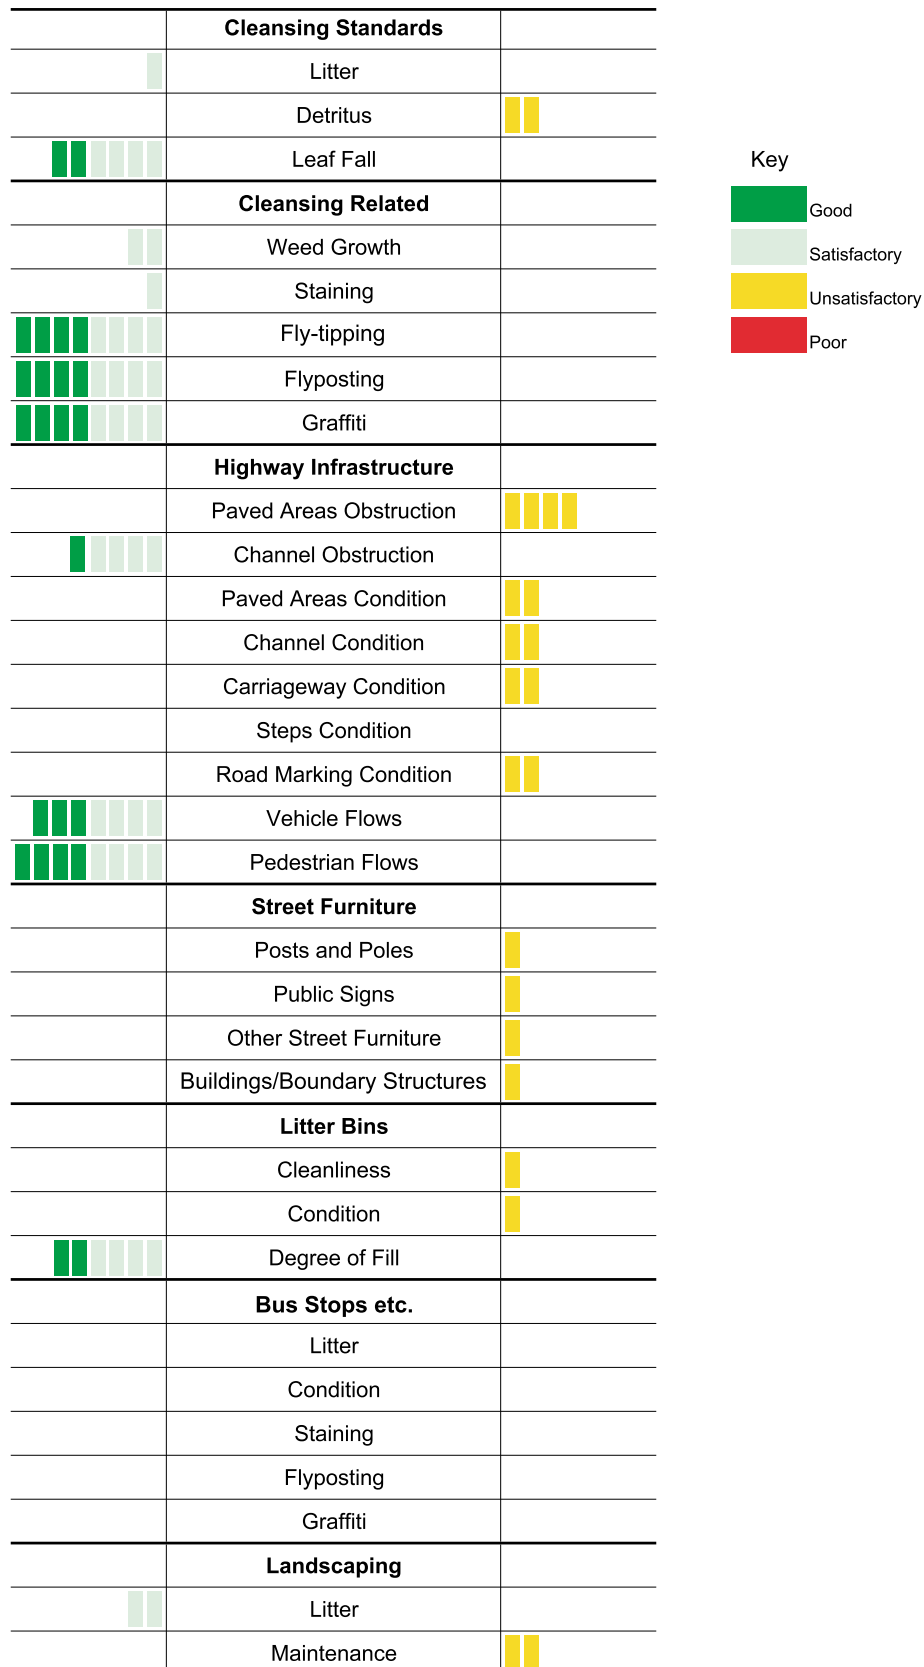 Cleansing Standards
Litter
Detritus
Leaf Fall
Cleansing Related
Weed Growth
Staining
Fly-tipping
Flyposting
Graffiti
Highway Infrastructure
Paved Areas Obstruction
Channel Obstruction
Paved Areas Condition
Channel Condition
Carriageway Condition
Steps Condition
Road Marking Condition
Vehicle Flows
Pedestrian Flows
Street Furniture
Posts and Poles
Public Signs
Other Street Furniture
Buildings/Boundary Structures
Litter Bins
Cleanliness
Condition
Degree of Fill
Bus Stops etc.
Litter
Condition
Staining
Flyposting
Graffiti
Landscaping
Litter
Maintenance
Key
Good
Satisfactory
Unsatisfactory
Poor